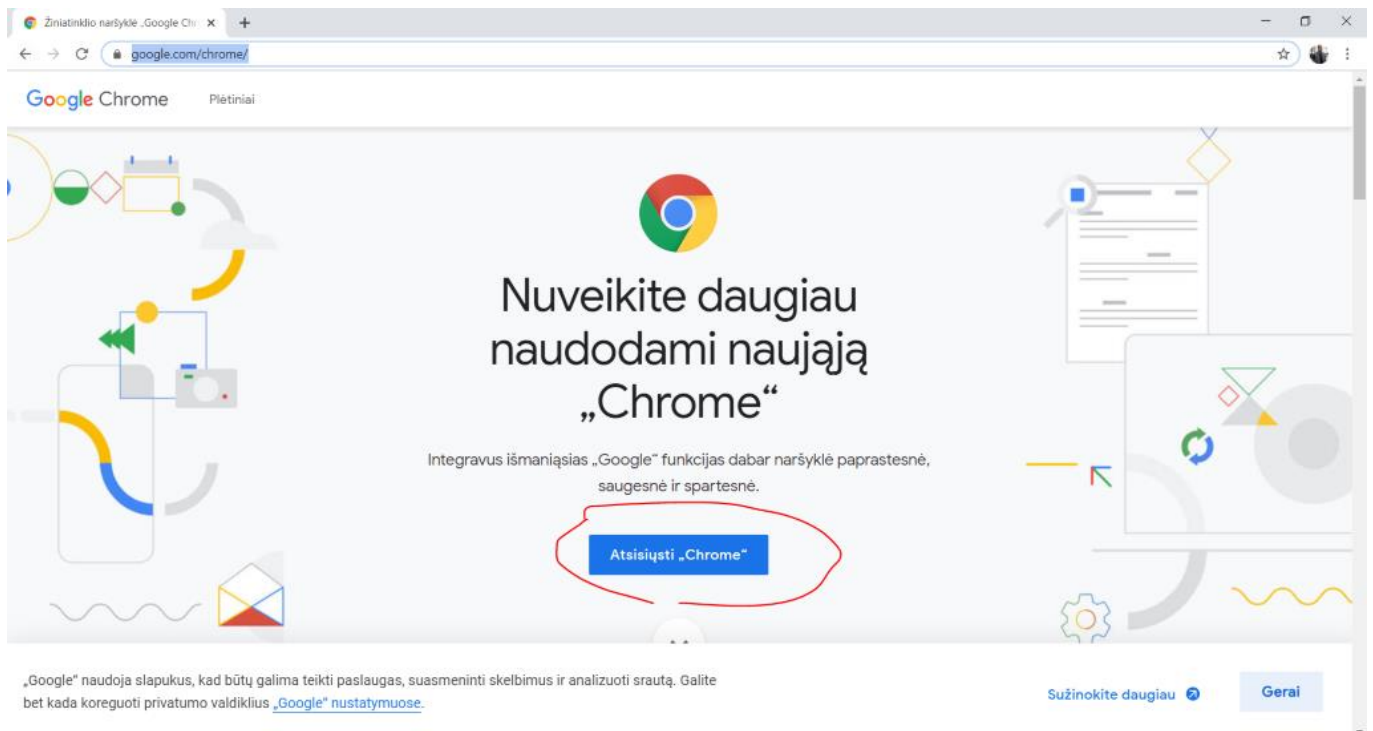 Žiniatinklio naršyklė „Google Chr
google.com/chrome/
Google Chrome Plėtiniai
Nuveikite daugiau
naudodami naująją
„Chrome“
Integravus išmaniąsias „Google“ funkcijas dabar naršyklė paprastesnė,
saugesnė ir spartesnė.
Atsisiųsti „Chrome“
„Google“ naudoja slapukus, kad būtų galima teikti paslaugas, suasmeninti skelbimus ir analizuoti srautą. Galite
bet kada koreguoti privatumo valdiklius „Google“ nustatymuose.
Sužinokite daugiau
Gerai